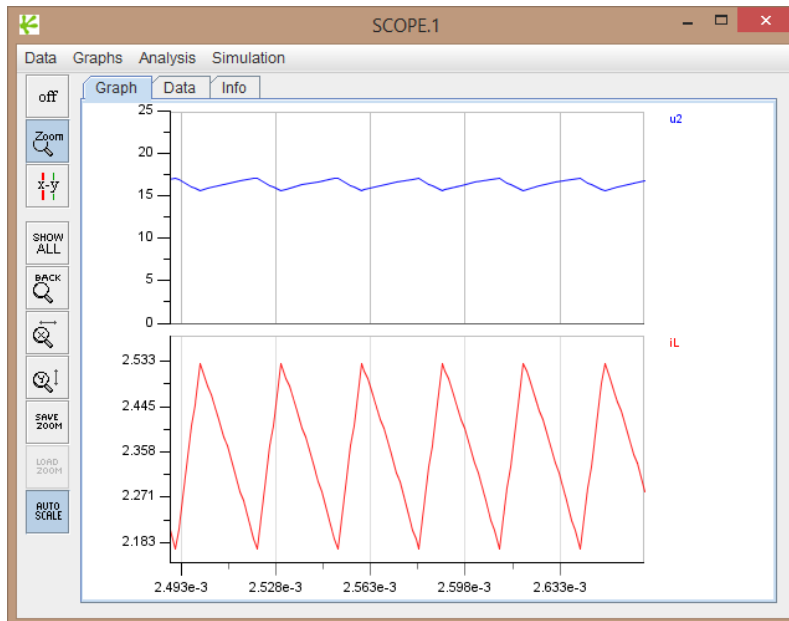 SCOPE.1
Data Graphs Analysis Simulation
off
Zoom
x-y
SHOW ALL
BACK
X
Y
SAVE ZOOM
LOAD ZOOM
AUTO SCALE
Graph Data Info
25
20
15
10
5
0
u2
2.533
2.445
2.358
2.271
2.183
iL
2.493e-3 2.528e-3 2.563e-3 2.598e-3 2.633e-3